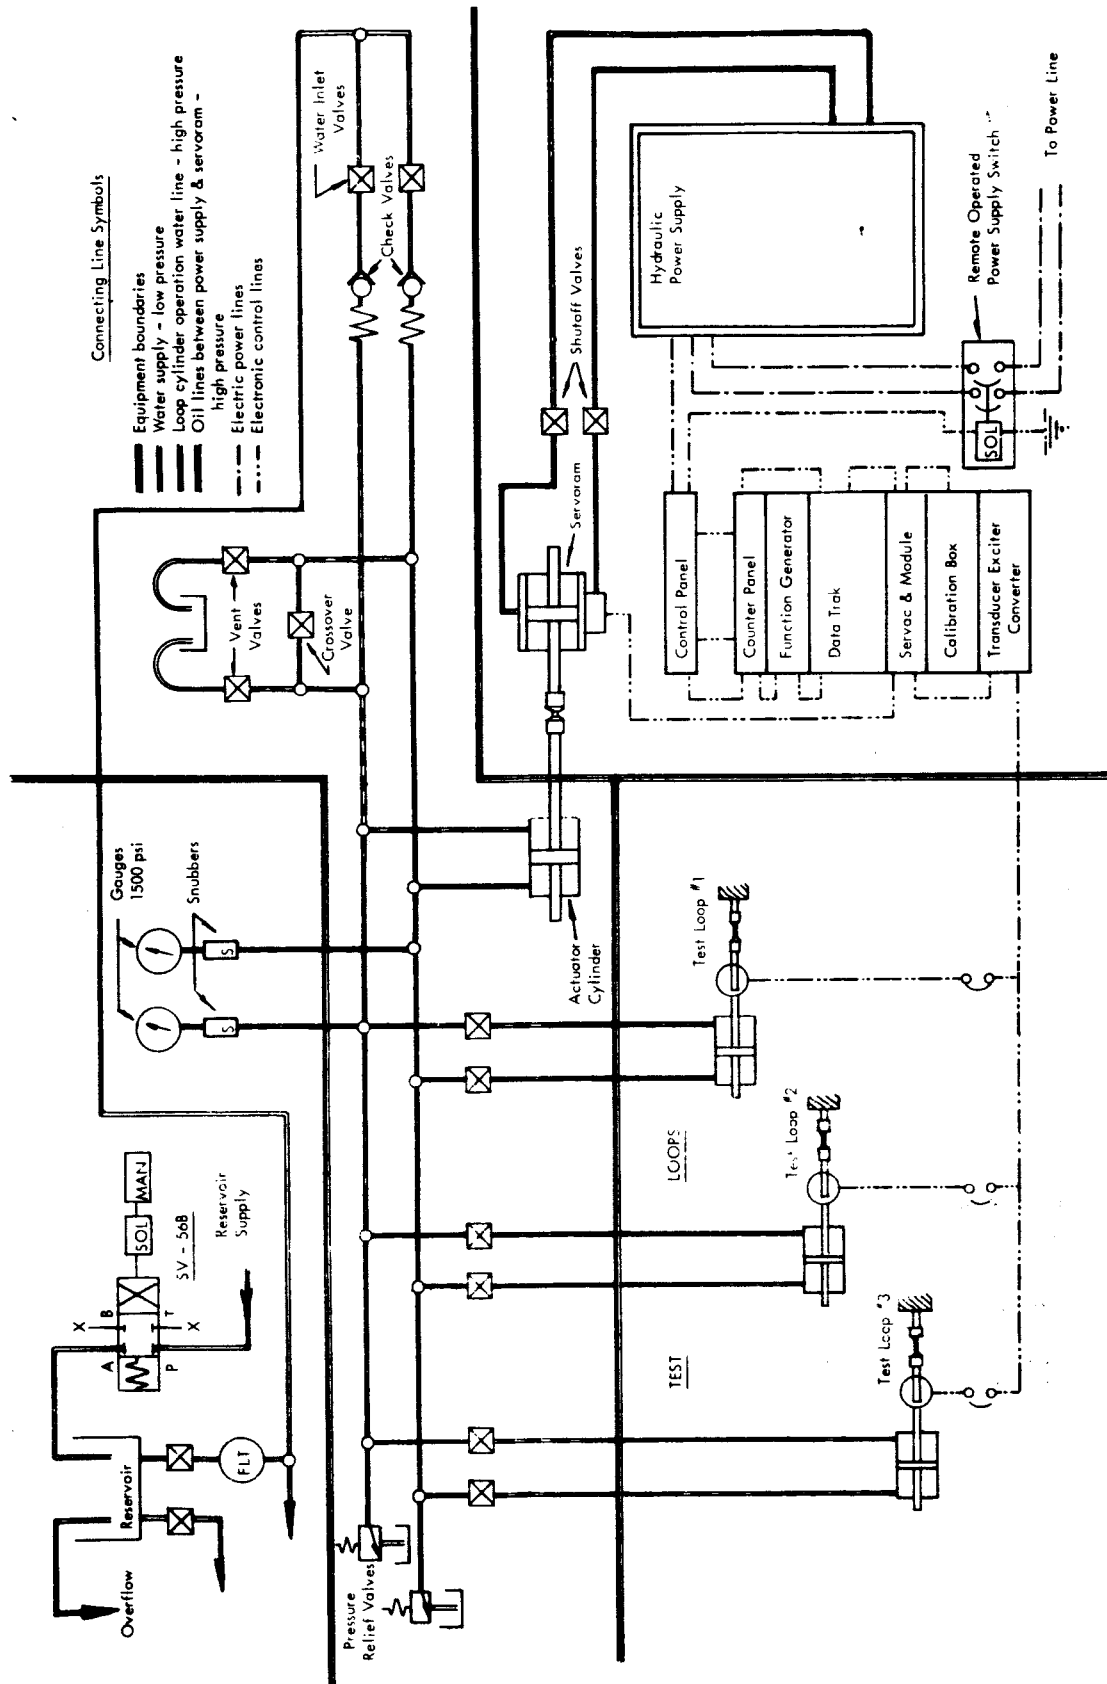 Connecting Line Symbols
Equipment boundaries
Water supply - low pressure
Loop cylinder operation water line - high pressure
Oil lines between power supply & servoram -
high pressure
Electric power lines
Electronic control lines
Water Inlet
Valves
Check Valves
Vent
Valves
Crossover
Valve
Gauges
1500 psi
Snubbers
S
S
MAN
SOL
SV - 56B
Reservoir
Supply
X
B
T
X
A
P
Reservoir
FLT
Overflow
Pressure
Relief Valves
Actuator
Cylinder
Servoram
Shutoff Valves
Hydraulic
Power Supply
Remote Operated
Power Supply Switch
To Power Line
SOL
Control Panel
Counter Panel
Function Generator
Data Trak
Servac & Module
Calibration Box
Transducer Exciter
Converter
Test Loop #1
Test Loop #2
Test Loop #3
TEST
LOOPS